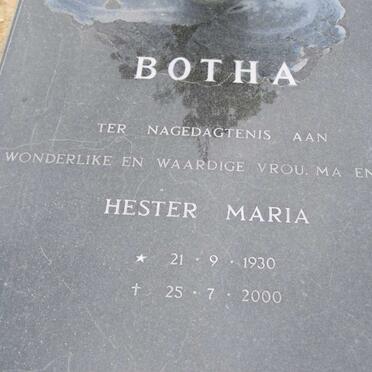 BOTHA
TER NAGEDAGTENIS AAN
WONDERLIKE EN WAARDIGE VROU, MA EN
HESTER MARIA
* 21 · 9 · 1930
† 25 · 7 · 2000